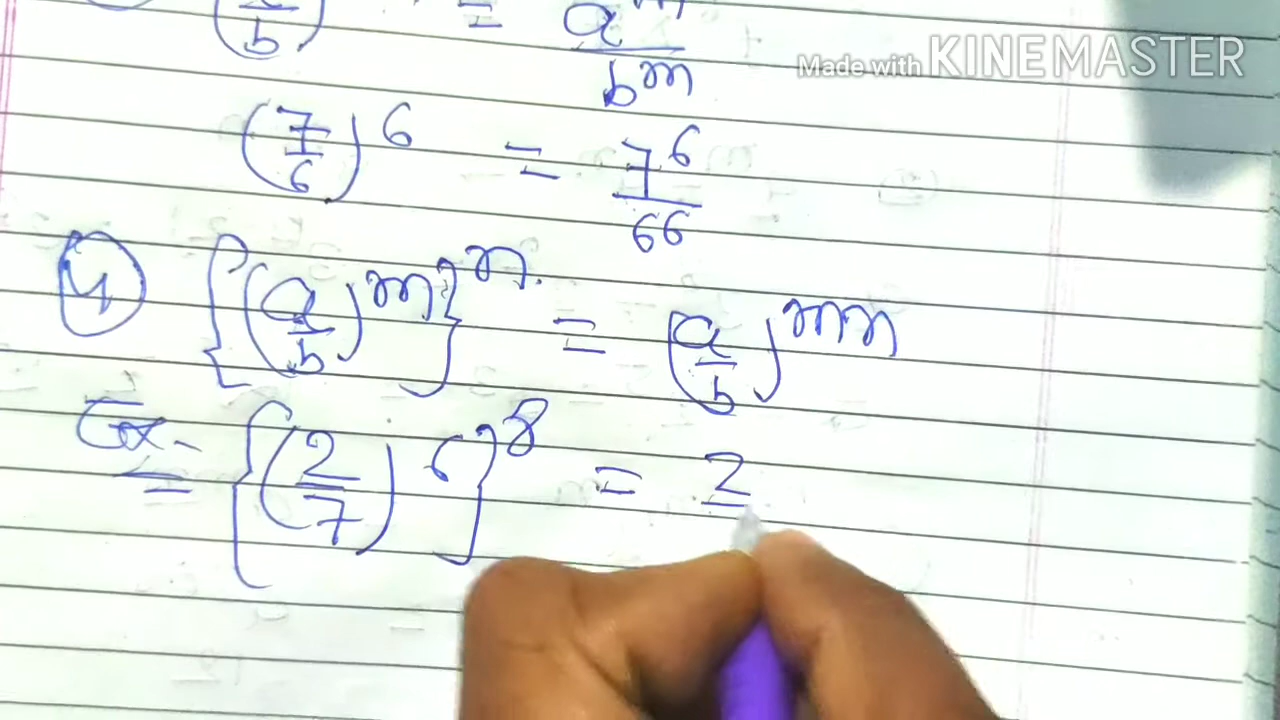 (a/b)^m = a^m/b^m
Made with KINEMASTER
(7/6)^6 = 7^6/6^6
④ {(a/b)^m}^n = (a/b)^mn
Ex- {(2/7)^6}^8 = 2